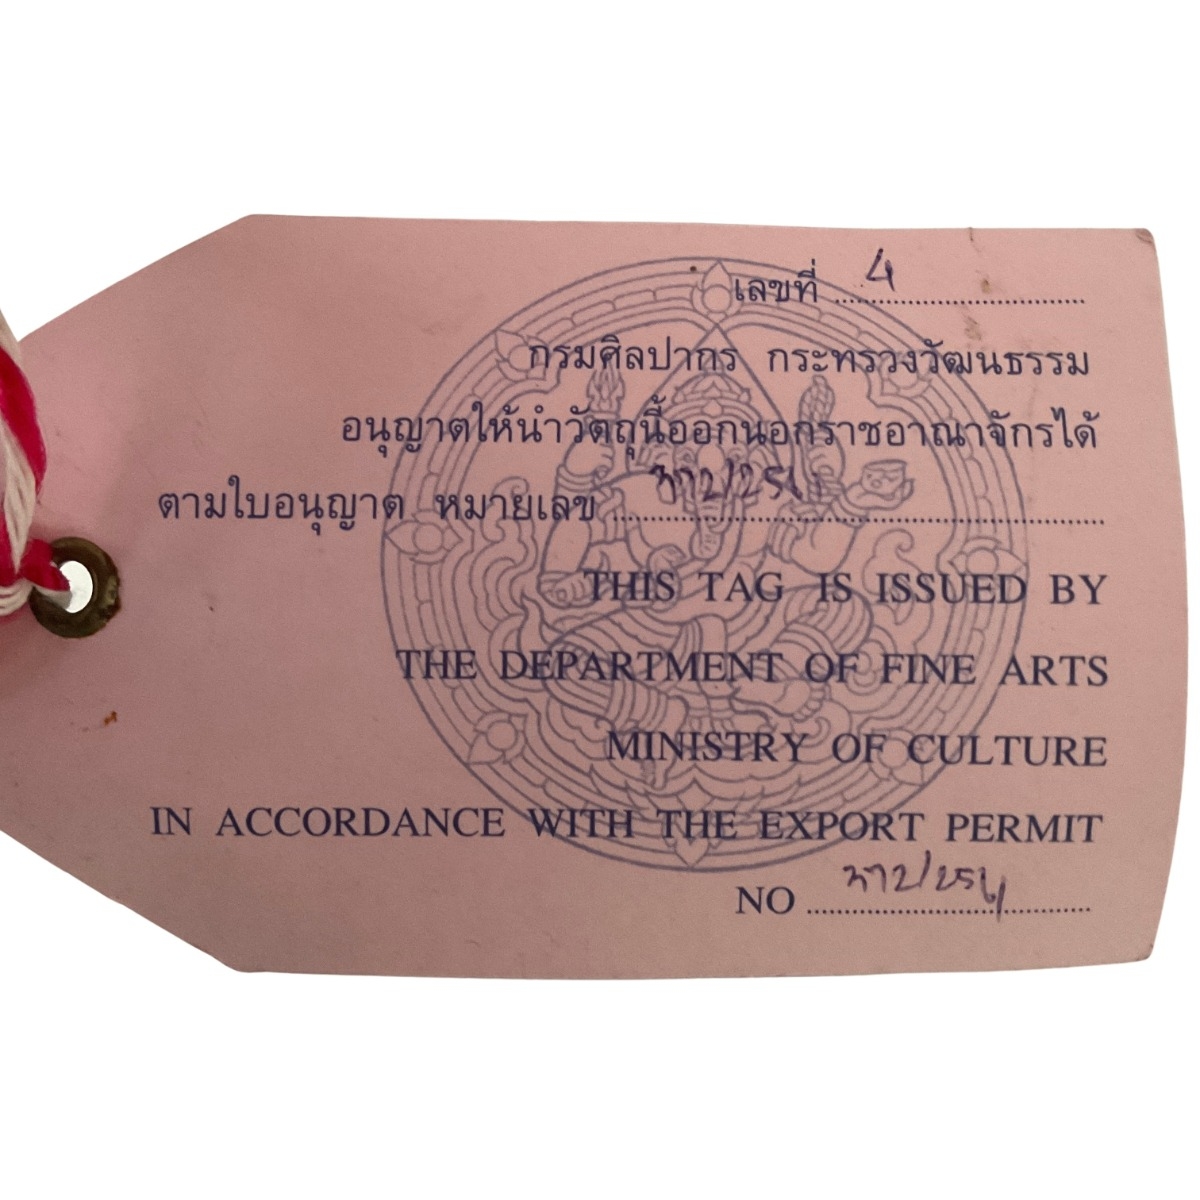 เลขที่ 4
กรมศิลปากร กระทรวงวัฒนธรรม
อนุญาตให้นำวัตถุนี้ออกนอกราชอาณาจักรได้
ตามใบอนุญาต หมายเลข
THIS TAG IS ISSUED BY
THE DEPARTMENT OF FINE ARTS
MINISTRY OF CULTURE
IN ACCORDANCE WITH THE EXPORT PERMIT
NO